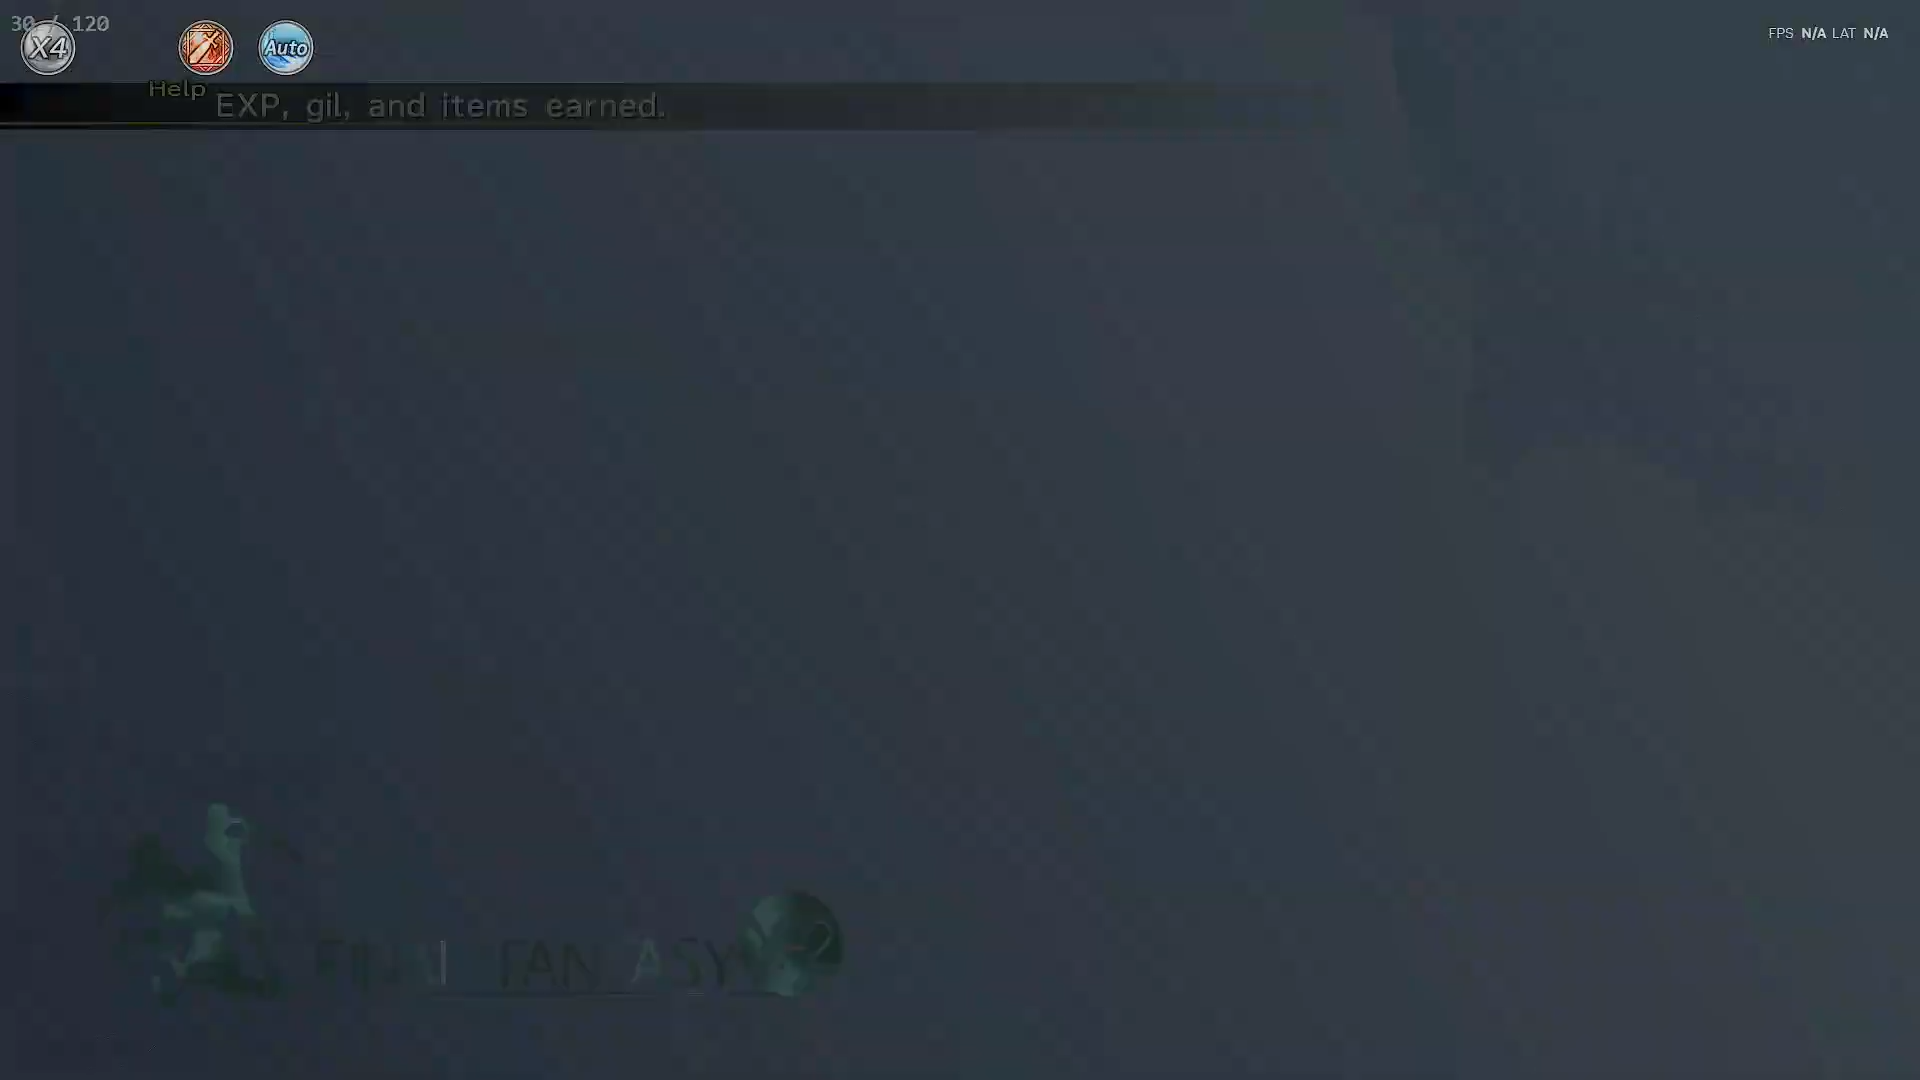 30 / 120
FPS N/A LAT N/A
X4
Auto
Help
EXP, gil, and items earned.
FINAL FANTASY X-2